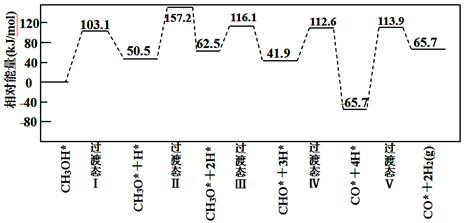 相对能量(kJ/mol)
120
80
40
0
-40
-80
103.1
50.5
157.2
62.5
116.1
41.9
112.6
65.7
113.9
65.7
CH₃OH*
过渡态Ⅰ
CH₃O*+H*
过渡态Ⅱ
CH₃O*+2H*
过渡态Ⅲ
CHO*+3H*
过渡态Ⅳ
CO*+4H*
过渡态Ⅴ
CO*+2H₂(g)